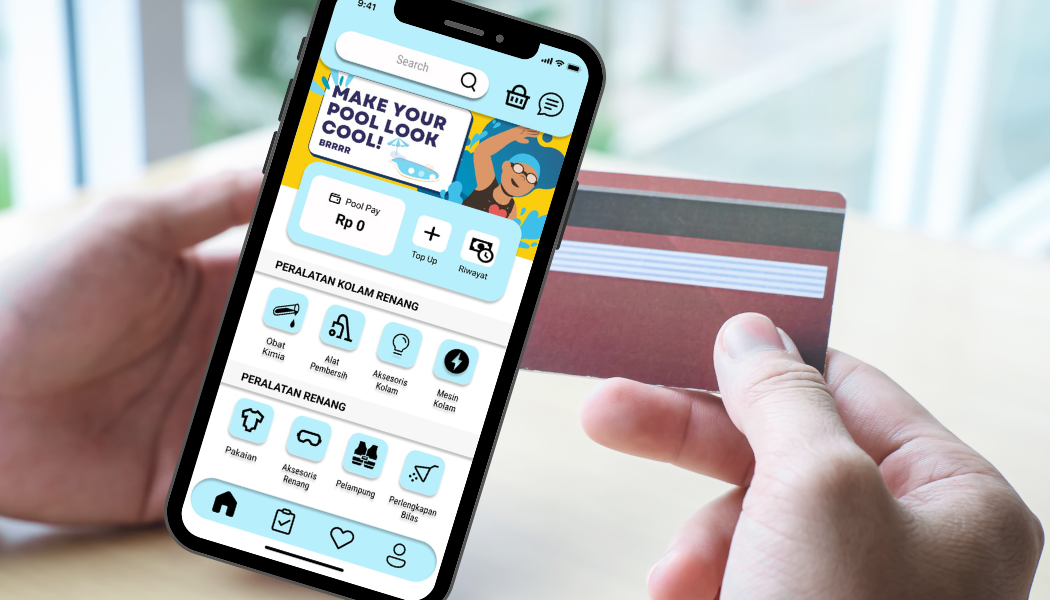 9:41
Search
MAKE YOUR
POOL LOOK
COOL!
BRRRR
Pool Pay
Rp 0
Top Up
Riwayat
PERALATAN KOLAM RENANG
Obat
Kimia
Alat
Pembersih
Aksesoris
Kolam
Mesin
Kolam
PERALATAN RENANG
Pakaian
Aksesoris
Renang
Pelampung
Perlengkapan
Bilas